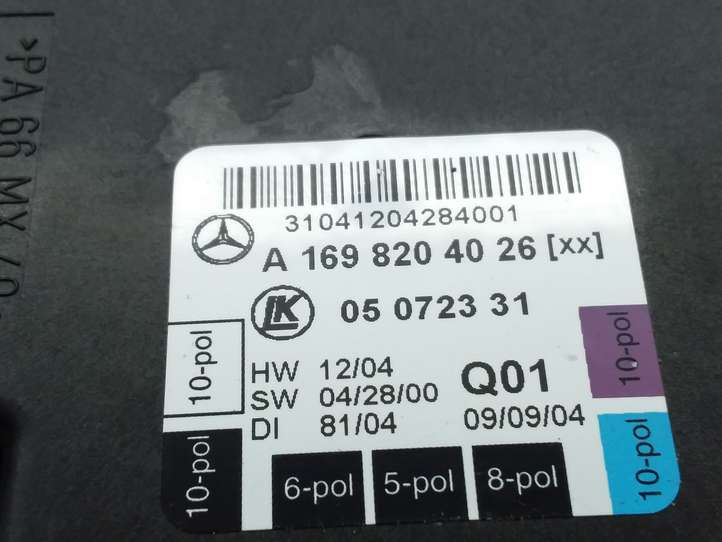 >PA 66 MX 40
31041204284001
A 169 820 40 26 [xx]
LK 05 0723 31
HW 12/04 Q01
SW 04/28/00
DI 81/04 09/09/04
10-pol
10-pol
6-pol 5-pol 8-pol
10-pol
10-pol